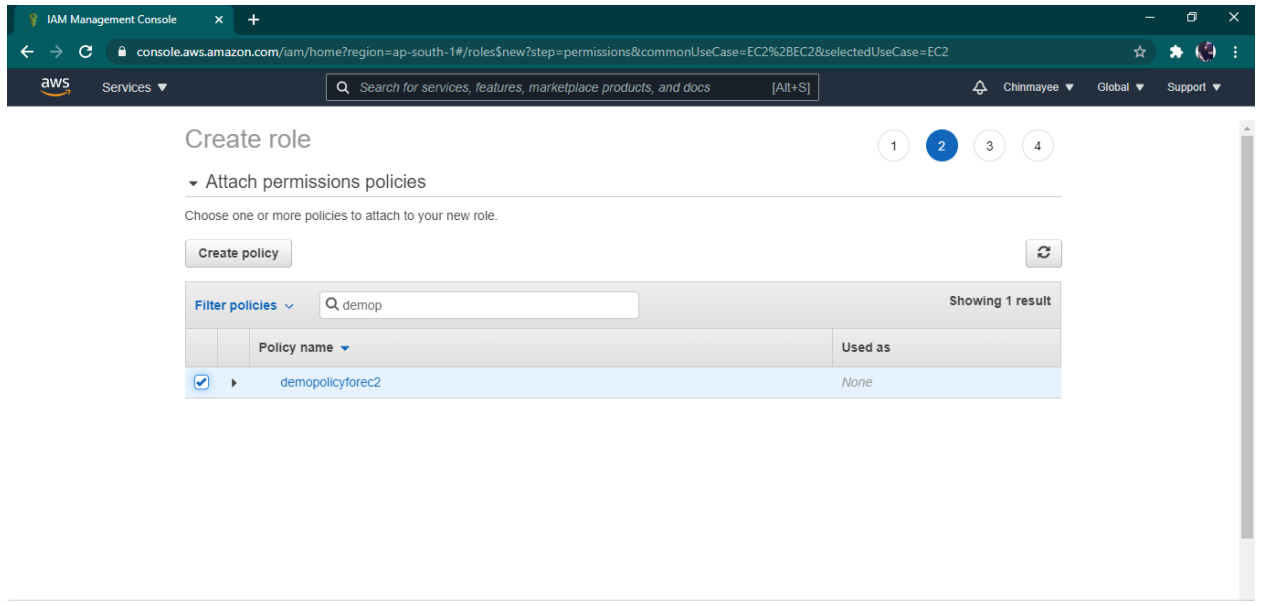 IAM Management Console
console.aws.amazon.com/iam/home?region=ap-south-1#/roles$new?step=permissions&commonUseCase=EC2%2BEC2&selectedUseCase=EC2
aws Services Search for services, features, marketplace products, and docs [Alt+S] Chinmayee Global Support
Create role 1 2 3 4
Attach permissions policies
Choose one or more policies to attach to your new role.
Create policy
Filter policies demop Showing 1 result
Policy name Used as
demopolicyforec2 None